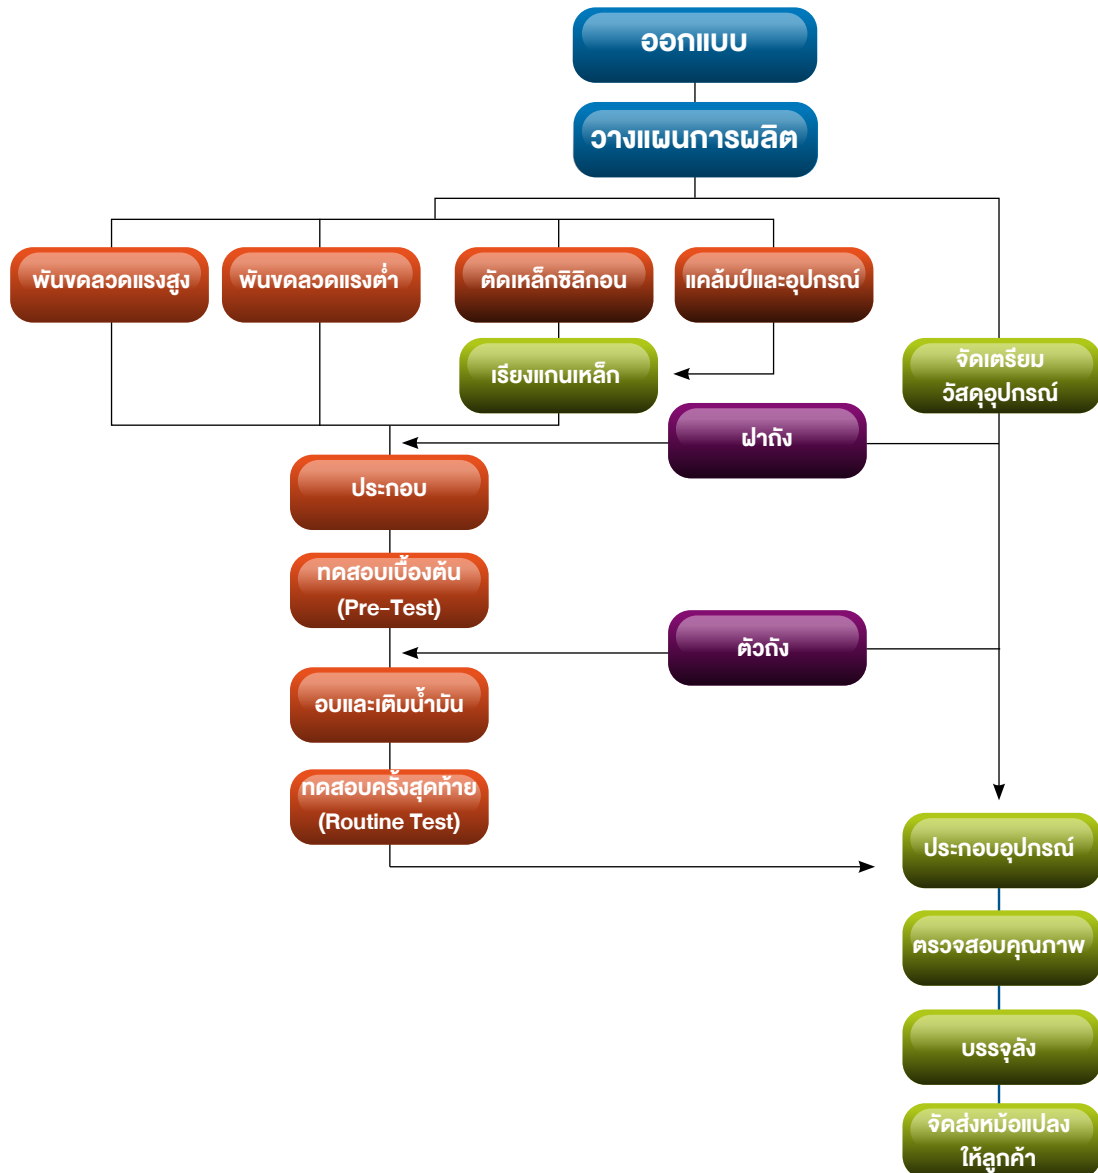 ออกแบบ
วางแผนการผลิต
พันขดลวดแรงสูง
พันขดลวดแรงต่ำ
ตัดเหล็กซิลิกอน
แคล้มป์และอุปกรณ์
เรียงแกนเหล็ก
จัดเตรียม
วัสดุอุปกรณ์
ฝาถัง
ประกอบ
ทดสอบเบื้องต้น
(Pre-Test)
ตัวถัง
อบและเติมน้ำมัน
ทดสอบครั้งสุดท้าย
(Routine Test)
ประกอบอุปกรณ์
ตรวจสอบคุณภาพ
บรรจุลัง
จัดส่งหม้อแปลง
ให้ลูกค้า